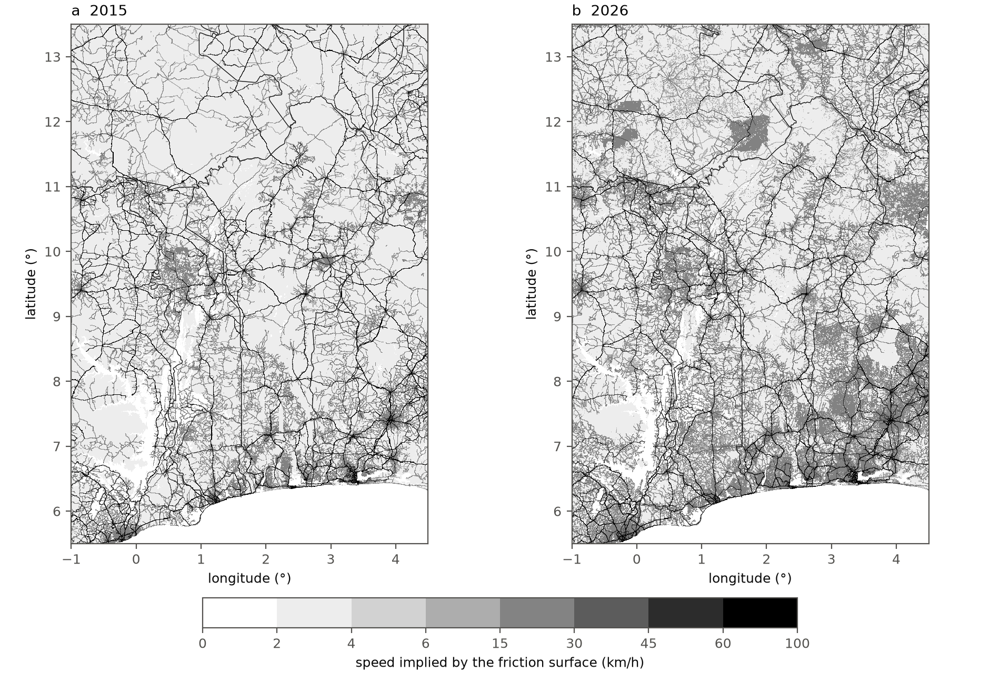 a 2015
b 2026
13
12
11
10
9
8
7
6
latitude (°)
−1 0 1 2 3 4
longitude (°)
13
12
11
10
9
8
7
6
latitude (°)
−1 0 1 2 3 4
longitude (°)
0 2 4 6 15 30 45 60 100
speed implied by the friction surface (km/h)